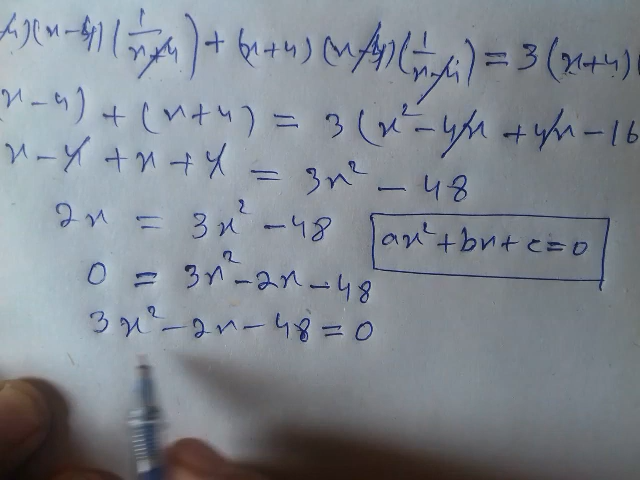 4)(x-4)(1/x+4) + (x+4)(x-4)(1/x-4) = 3(x+4)(
x-4) + (x+4) = 3(x²-4x+4x-16
x-4+x+4 = 3x²-48
2x = 3x²-48
ax²+bx+c=0
0 = 3x²-2x-48
3x²-2x-48=0